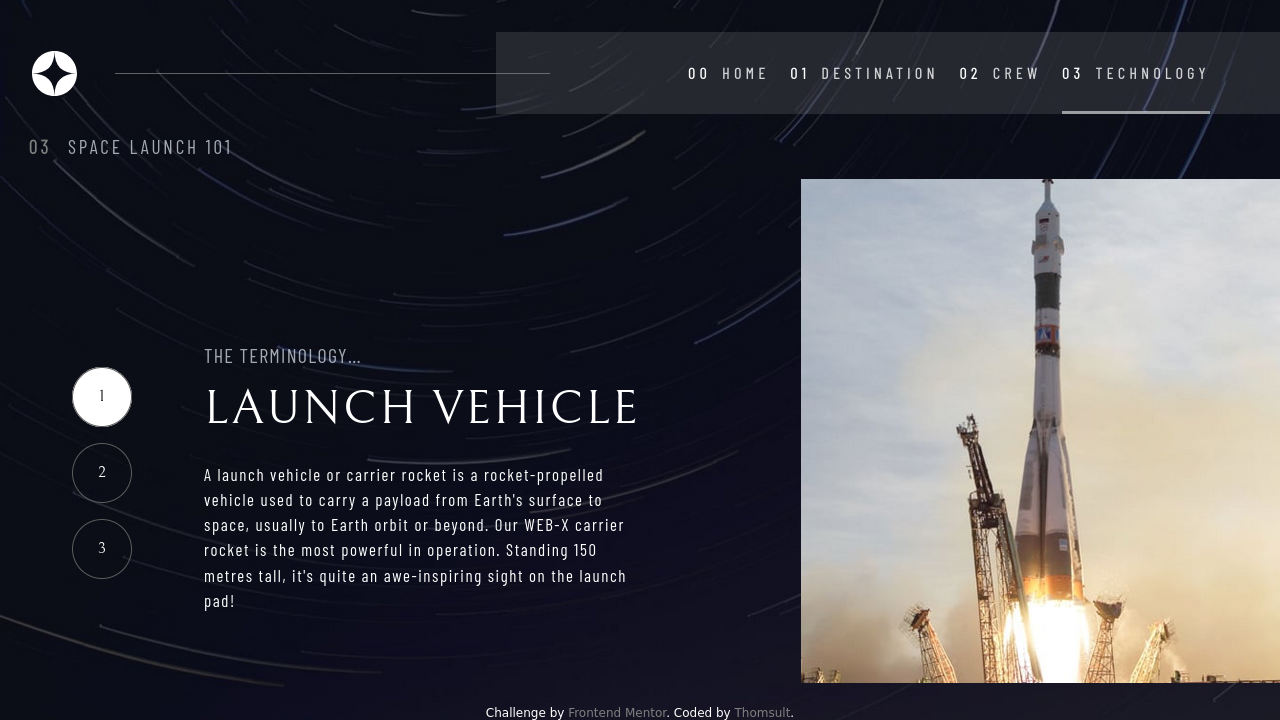 00 HOME 01 DESTINATION 02 CREW 03 TECHNOLOGY
03 SPACE LAUNCH 101
THE TERMINOLOGY...
LAUNCH VEHICLE
1
2
3
A launch vehicle or carrier rocket is a rocket-propelled
vehicle used to carry a payload from Earth's surface to
space, usually to Earth orbit or beyond. Our WEB-X carrier
rocket is the most powerful in operation. Standing 150
metres tall, it's quite an awe-inspiring sight on the launch
pad!
Challenge by Frontend Mentor. Coded by Thomsult.